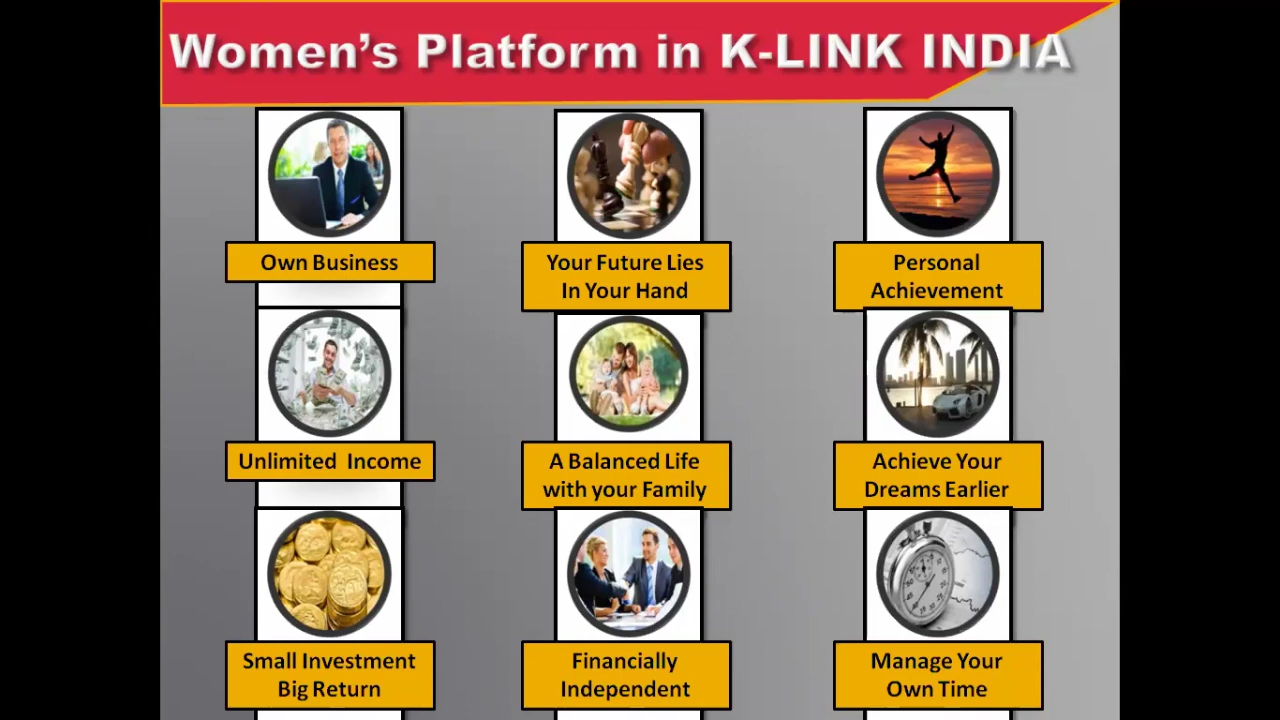 Women's Platform in K-LINK INDIA
Own Business
Your Future Lies
In Your Hand
Personal
Achievement
Unlimited Income
A Balanced Life
with your Family
Achieve Your
Dreams Earlier
Small Investment
Big Return
Financially
Independent
Manage Your
Own Time